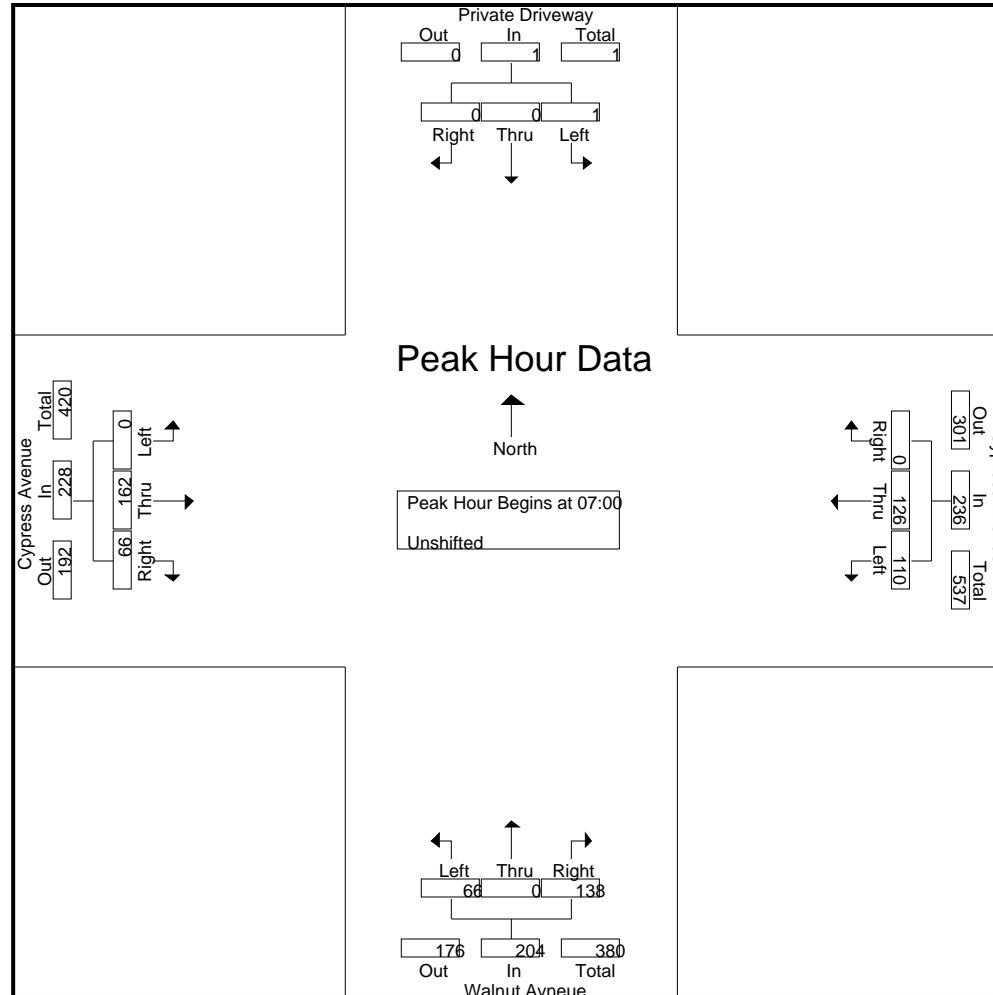 Private Driveway
Out In Total
0 1 1
0 0 1
Right Thru Left
Peak Hour Data
North
Peak Hour Begins at 07:00
Unshifted
Cypress Avenue
Total In Out
420 228 192
0 162 66
Left Thru Right
Right Thru Left
0 126 110
301 236 537
Out In Total
Left Thru Right
66 0 138
176 204 380
Out In Total
Walnut Avneue